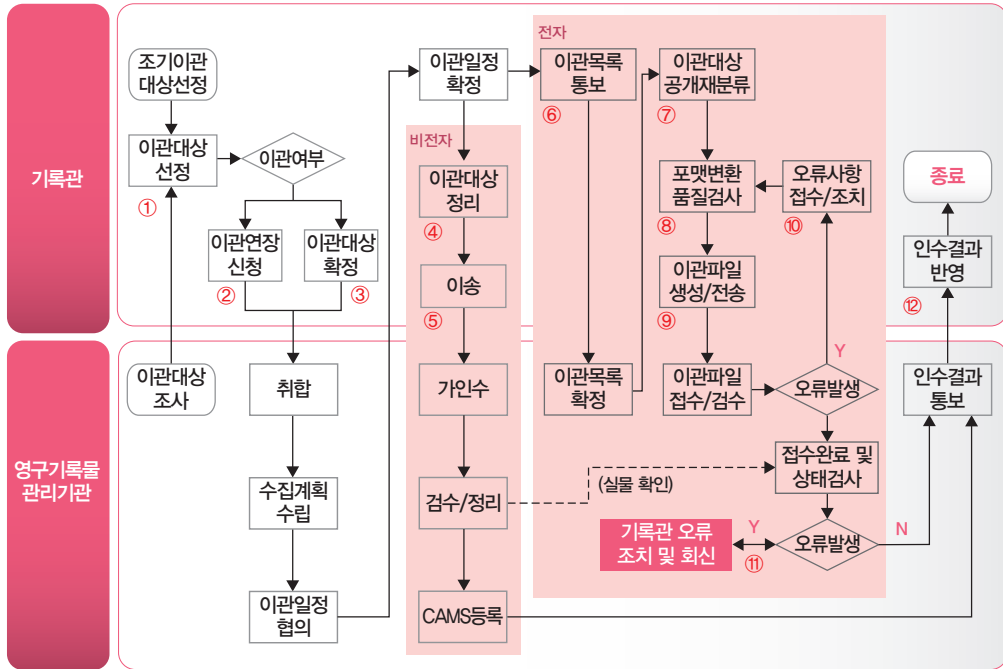 기록관
조기이관
대상선정
이관대상
선정
①
이관여부
이관연장
신청
②
이관대상
확정
③
이관일정
확정
비전자
이관대상
정리
④
이송
⑤
전자
이관목록
통보
⑥
이관대상
공개재분류
⑦
포맷변환
품질검사
⑧
오류사항
접수/조치
⑩
이관파일
생성/전송
⑨
종료
인수결과
반영
⑫
영구기록물
관리기관
이관대상
조사
취합
수집계획
수립
이관일정
협의
가인수
검수/정리
CAMS등록
이관목록
확정
이관파일
접수/검수
Y
오류발생
(실물 확인)
접수완료 및
상태검사
기록관 오류
조치 및 회신
Y
⑪
오류발생
N
인수결과
통보